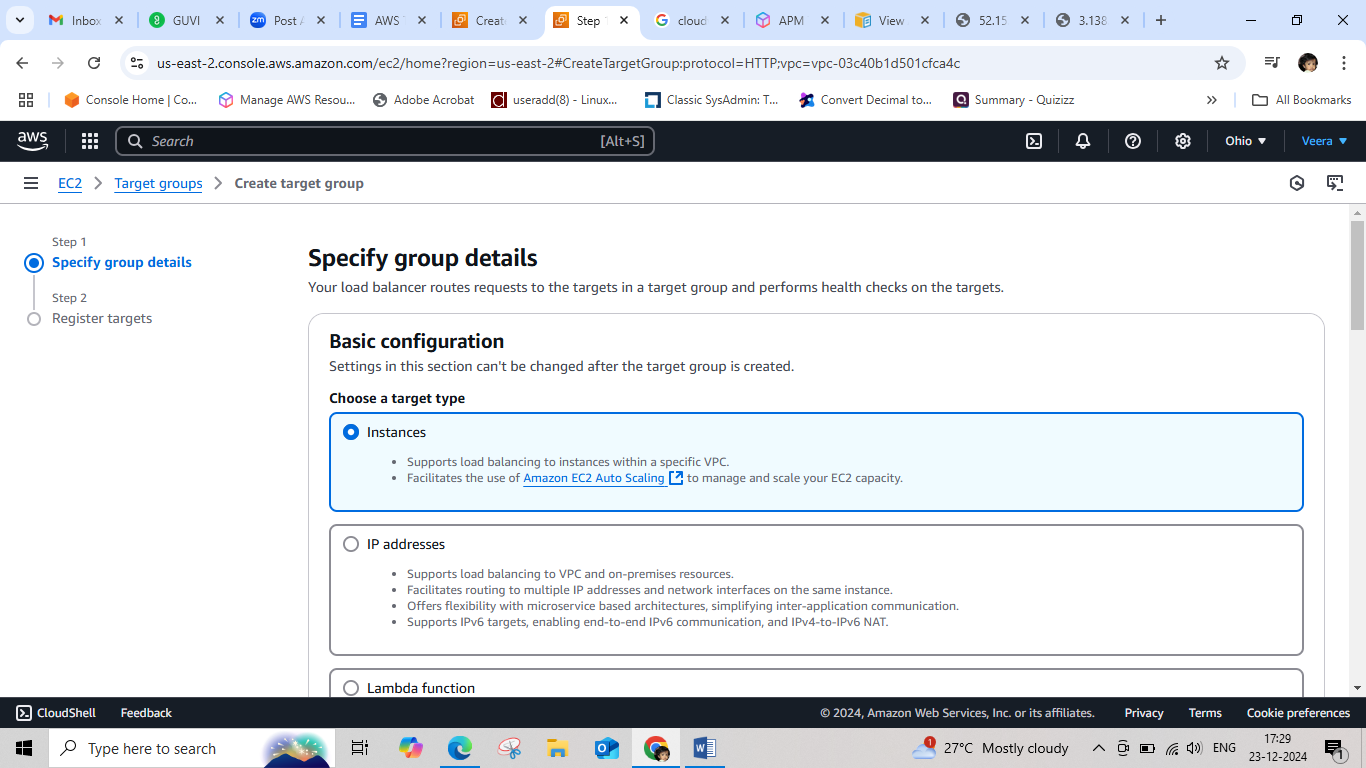 Inbox
GUVI
zm Post A
AWS
Create
Step
cloud
APM
View
52.15
3.138
us-east-2.console.aws.amazon.com/ec2/home?region=us-east-2#CreateTargetGroup:protocol=HTTP;vpc=vpc-03c40b1d501cfca4c
Console Home | Co...
Manage AWS Resou...
Adobe Acrobat
useradd(8) - Linux...
Classic SysAdmin: T...
Convert Decimal to...
Summary - Quizizz
All Bookmarks
aws
Search
[Alt+S]
Ohio
Veera
EC2
Target groups
Create target group
Step 1
Specify group details
Step 2
Register targets
Specify group details
Your load balancer routes requests to the targets in a target group and performs health checks on the targets.
Basic configuration
Settings in this section can't be changed after the target group is created.
Choose a target type
Instances
• Supports load balancing to instances within a specific VPC.
• Facilitates the use of Amazon EC2 Auto Scaling to manage and scale your EC2 capacity.
IP addresses
• Supports load balancing to VPC and on-premises resources.
• Facilitates routing to multiple IP addresses and network interfaces on the same instance.
• Offers flexibility with microservice based architectures, simplifying inter-application communication.
• Supports IPv6 targets, enabling end-to-end IPv6 communication, and IPv4-to-IPv6 NAT.
Lambda function
CloudShell
Feedback
© 2024, Amazon Web Services, Inc. or its affiliates.
Privacy
Terms
Cookie preferences
Type here to search
1
27°C Mostly cloudy
ENG
17:29
23-12-2024
1